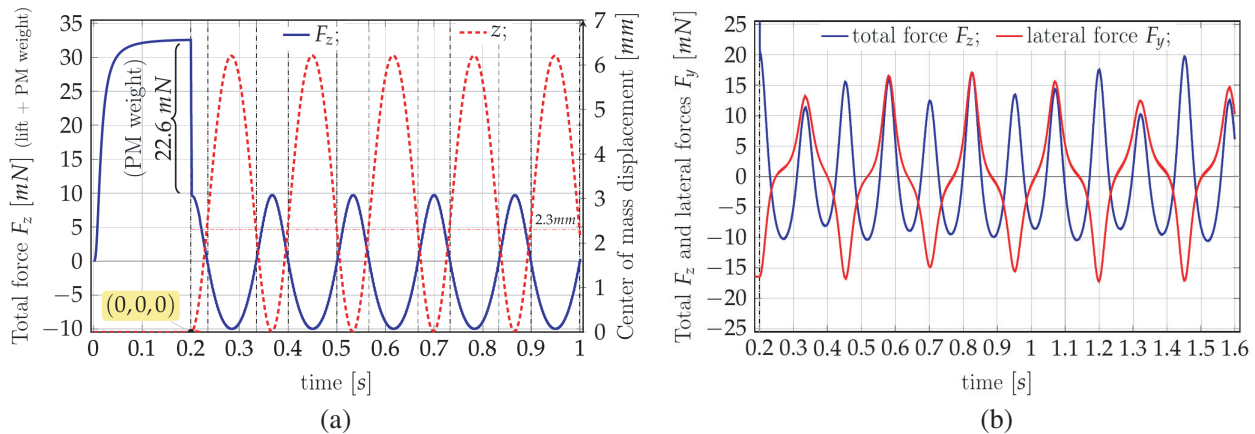 F_z;
z;
Total force F_z [mN] (lift + PM weight)
35
30
25
20
15
10
5
0
−5
−10
(PM weight)
22.6 mN
(0,0,0)
2.3mm
7
6
5
4
3
2
1
0
Center of mass displacement [mm]
0 0.1 0.2 0.3 0.4 0.5 0.6 0.7 0.8 0.9 1
time [s]
(a)
total force F_z; lateral force F_y;
Total F_z and lateral forces F_y [mN]
25
20
15
10
5
0
−5
−10
−15
−20
−25
0.2 0.3 0.4 0.5 0.6 0.7 0.8 0.9 1 1.1 1.2 1.3 1.4 1.5 1.6
time [s]
(b)